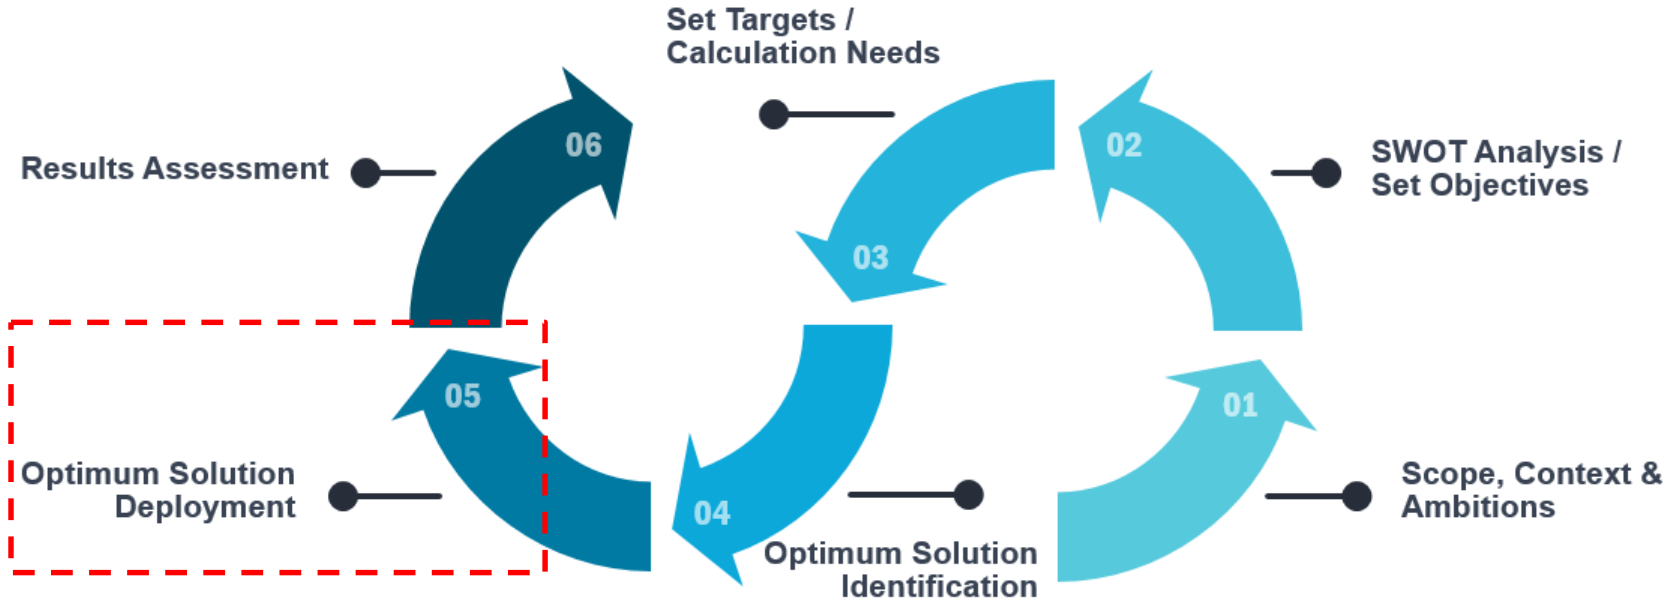 Set Targets /
Calculation Needs
06
02
Results Assessment
SWOT Analysis /
Set Objectives
03
05
01
Optimum Solution
Deployment
04
Scope, Context &
Ambitions
Optimum Solution
Identification